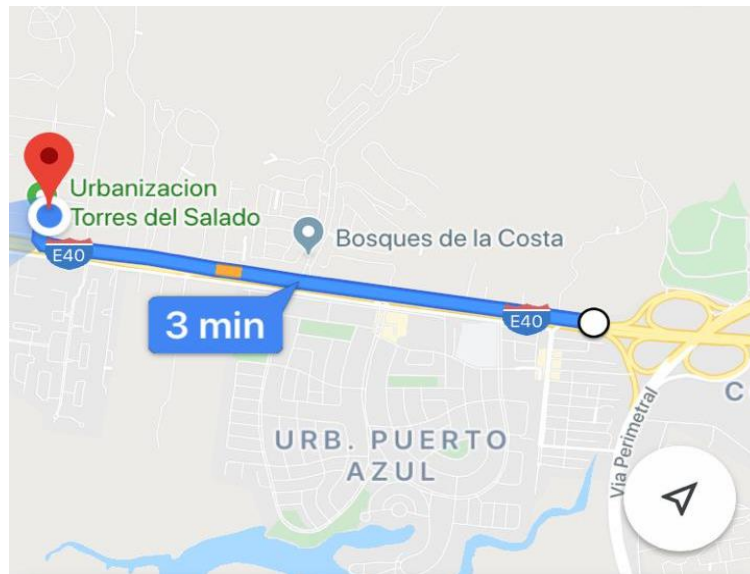 Urbanizacion
Torres del Salado
Bosques de la Costa
E40
3 min
E40
URB. PUERTO
AZUL
Via Perimetral
C